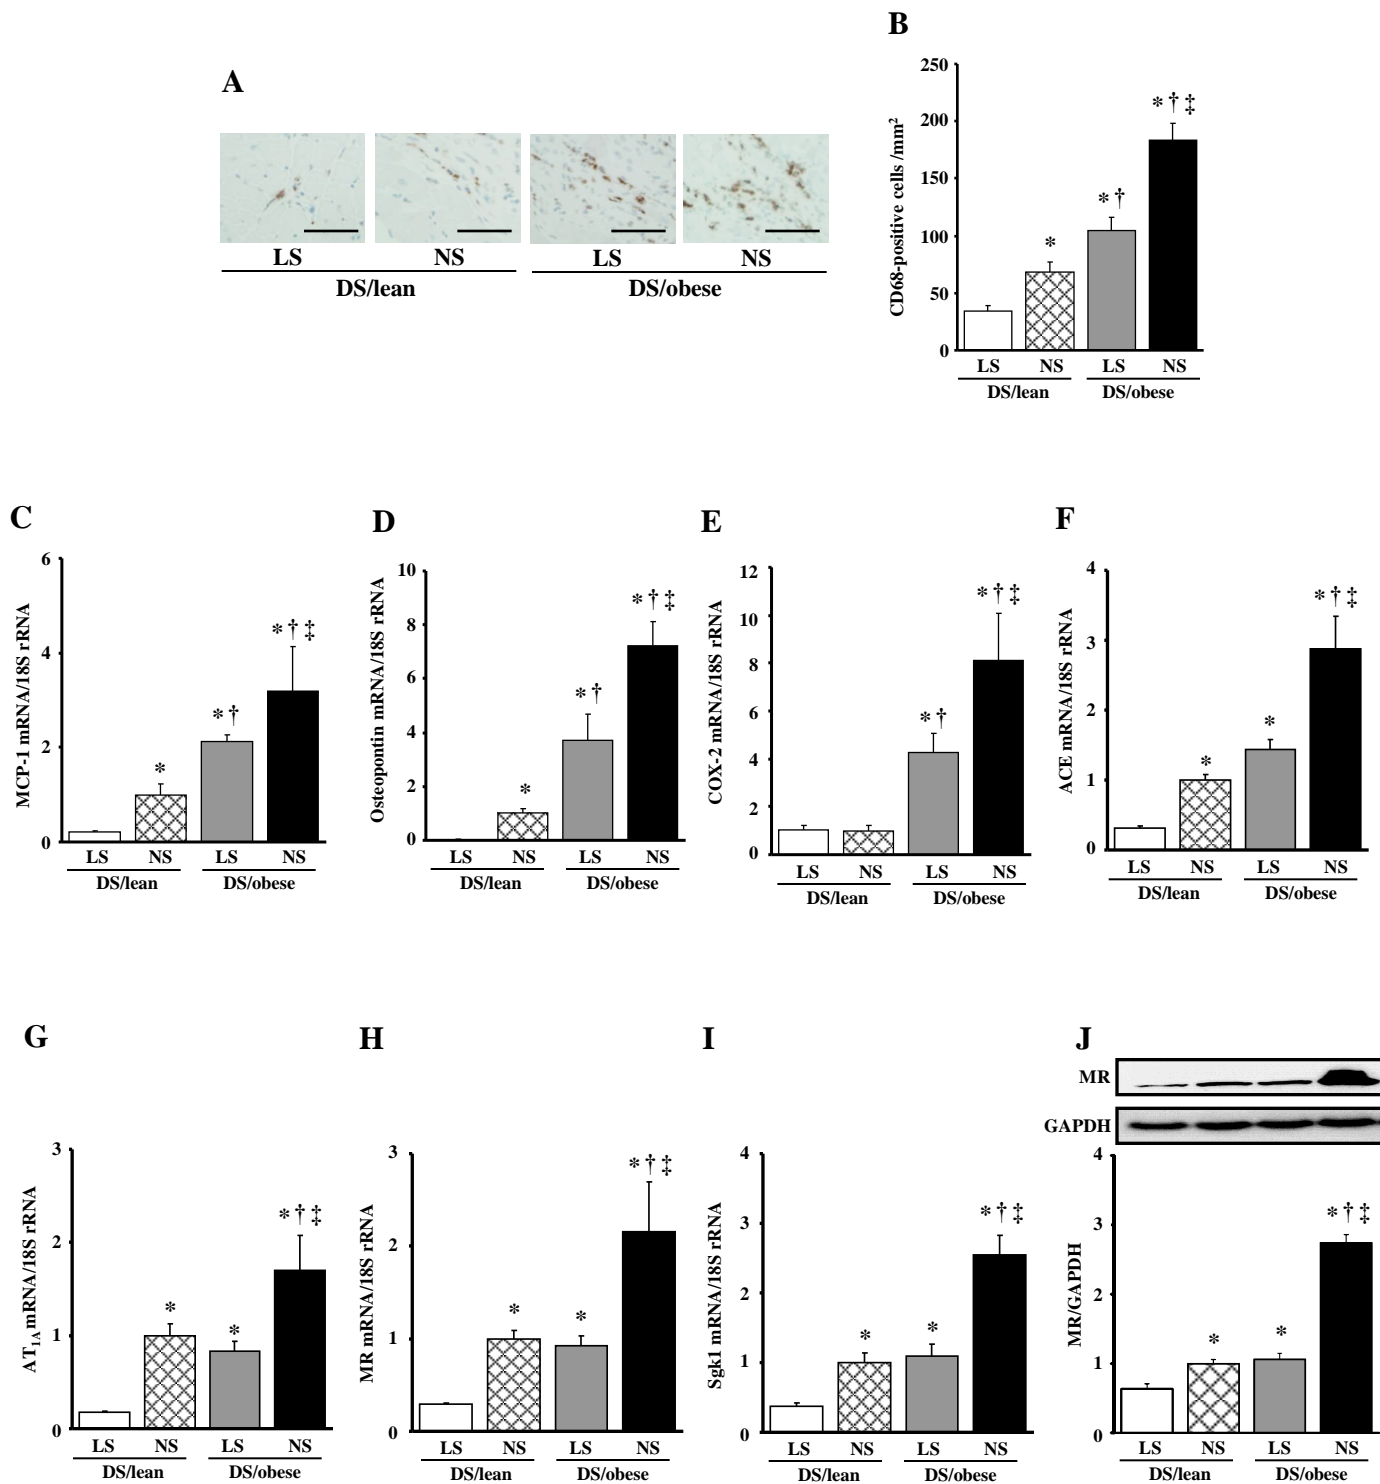 A
LS NS LS NS
DS/lean DS/obese
B
CD68-positive cells /mm²
250
200
150
100
50
0
*
* †
* † ‡
LS NS LS NS
DS/lean DS/obese
C
MCP-1 mRNA/18S rRNA
6
4
2
0
*
* †
* † ‡
LS NS LS NS
DS/lean DS/obese
D
Osteopontin mRNA/18S rRNA
10
8
6
4
2
0
*
* †
* † ‡
LS NS LS NS
DS/lean DS/obese
E
COX-2 mRNA/18S rRNA
12
10
8
6
4
2
0
* †
* † ‡
LS NS LS NS
DS/lean DS/obese
F
ACE mRNA/18S rRNA
4
3
2
1
0
*
*
* † ‡
LS NS LS NS
DS/lean DS/obese
G
AT1A mRNA/18S rRNA
3
2
1
0
*
*
* † ‡
LS NS LS NS
DS/lean DS/obese
H
MR mRNA/18S rRNA
3
2
1
0
*
*
* † ‡
LS NS LS NS
DS/lean DS/obese
I
Sgk1 mRNA/18S rRNA
4
3
2
1
0
*
*
* † ‡
LS NS LS NS
DS/lean DS/obese
J
MR
GAPDH
MR/GAPDH
4
3
2
1
0
*
*
* † ‡
LS NS LS NS
DS/lean DS/obese